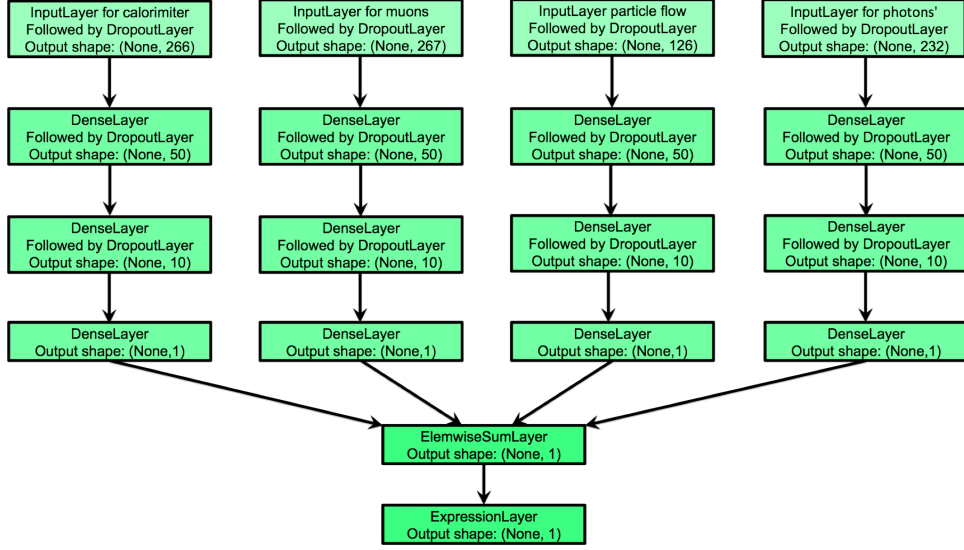 InputLayer for calorimiter
Followed by DropoutLayer
Output shape: (None, 266)
InputLayer for muons
Followed by DropoutLayer
Output shape: (None, 267)
InputLayer particle flow
Followed by DropoutLayer
Output shape: (None, 126)
InputLayer for photons'
Followed by DropoutLayer
Output shape: (None, 232)
DenseLayer
Followed by DropoutLayer
Output shape: (None, 50)
DenseLayer
Followed by DropoutLayer
Output shape: (None, 50)
DenseLayer
Followed by DropoutLayer
Output shape: (None, 50)
DenseLayer
Followed by DropoutLayer
Output shape: (None, 50)
DenseLayer
Followed by DropoutLayer
Output shape: (None, 10)
DenseLayer
Followed by DropoutLayer
Output shape: (None, 10)
DenseLayer
Followed by DropoutLayer
Output shape: (None, 10)
DenseLayer
Followed by DropoutLayer
Output shape: (None, 10)
DenseLayer
Output shape: (None,1)
DenseLayer
Output shape: (None,1)
DenseLayer
Output shape: (None,1)
DenseLayer
Output shape: (None,1)
ElemwiseSumLayer
Output shape: (None, 1)
ExpressionLayer
Output shape: (None, 1)